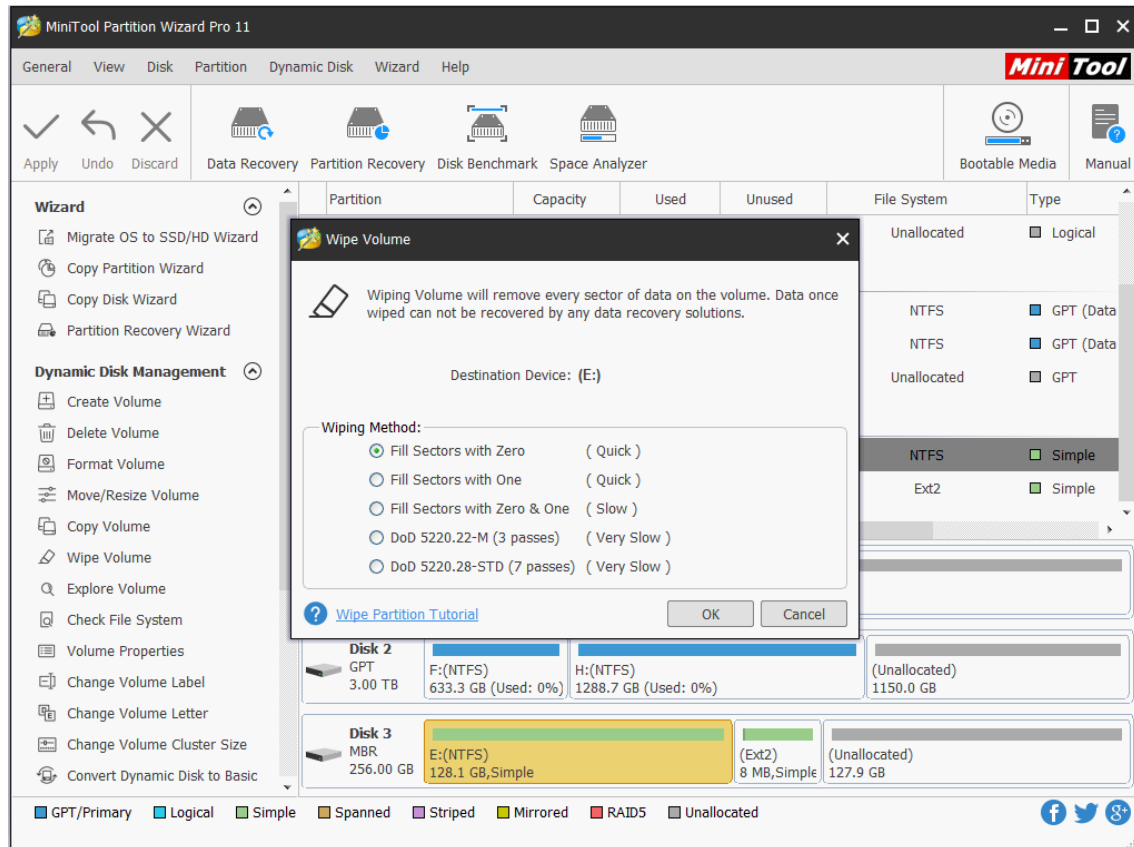 MiniTool Partition Wizard Pro 11
General View Disk Partition Dynamic Disk Wizard Help
Mini Tool
Apply Undo Discard Data Recovery Partition Recovery Disk Benchmark Space Analyzer Bootable Media Manual
Wizard
Migrate OS to SSD/HD Wizard
Copy Partition Wizard
Copy Disk Wizard
Partition Recovery Wizard
Dynamic Disk Management
Create Volume
Delete Volume
Format Volume
Move/Resize Volume
Copy Volume
Wipe Volume
Explore Volume
Check File System
Volume Properties
Change Volume Label
Change Volume Letter
Change Volume Cluster Size
Convert Dynamic Disk to Basic
Partition Capacity Used Unused File System Type
Unallocated Logical
NTFS GPT (Data
NTFS GPT (Data
Unallocated GPT
NTFS Simple
Ext2 Simple
Wipe Volume
Wiping Volume will remove every sector of data on the volume. Data once
wiped can not be recovered by any data recovery solutions.
Destination Device: (E:)
Wiping Method:
Fill Sectors with Zero ( Quick )
Fill Sectors with One ( Quick )
Fill Sectors with Zero & One ( Slow )
DoD 5220.22-M (3 passes) ( Very Slow )
DoD 5220.28-STD (7 passes) ( Very Slow )
? Wipe Partition Tutorial OK Cancel
Disk 2
GPT
3.00 TB
F:(NTFS)
633.3 GB (Used: 0%)
H:(NTFS)
1288.7 GB (Used: 0%)
(Unallocated)
1150.0 GB
Disk 3
MBR
256.00 GB
E:(NTFS)
128.1 GB,Simple
(Ext2)
8 MB,Simple
(Unallocated)
127.9 GB
GPT/Primary Logical Simple Spanned Striped Mirrored RAID5 Unallocated